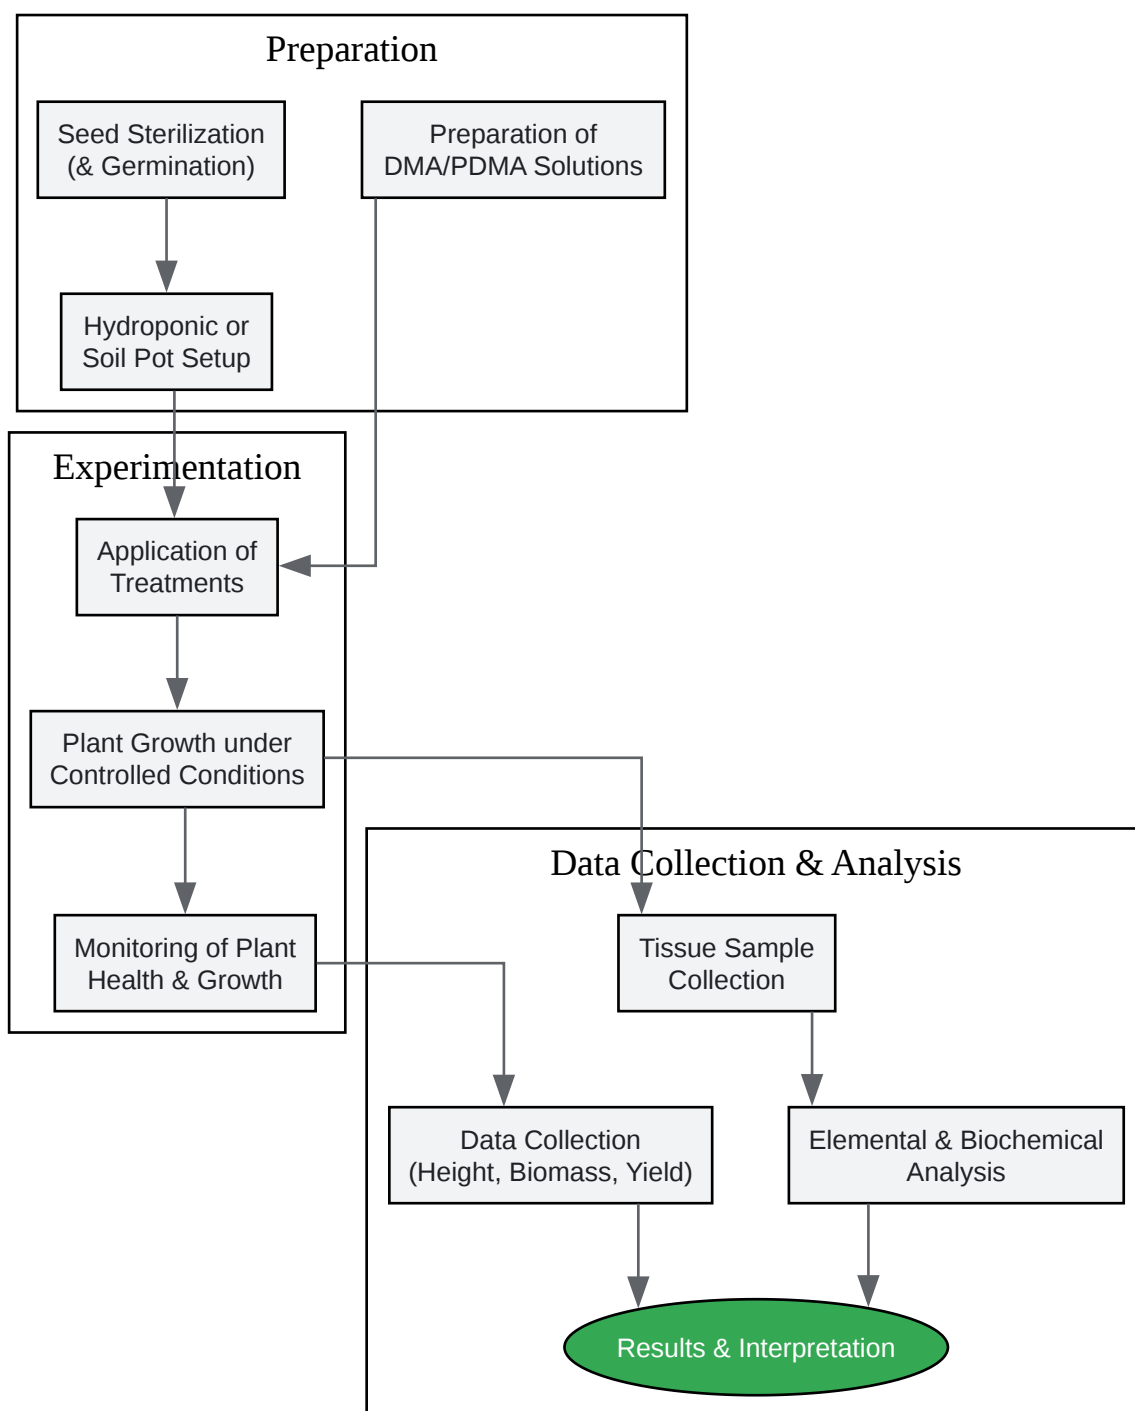 Preparation
Seed Sterilization
(& Germination)
Preparation of
DMA/PDMA Solutions
Hydroponic or
Soil Pot Setup
Experimentation
Application of
Treatments
Plant Growth under
Controlled Conditions
Monitoring of Plant
Health & Growth
Data Collection & Analysis
Tissue Sample
Collection
Data Collection
(Height, Biomass, Yield)
Elemental & Biochemical
Analysis
Results & Interpretation